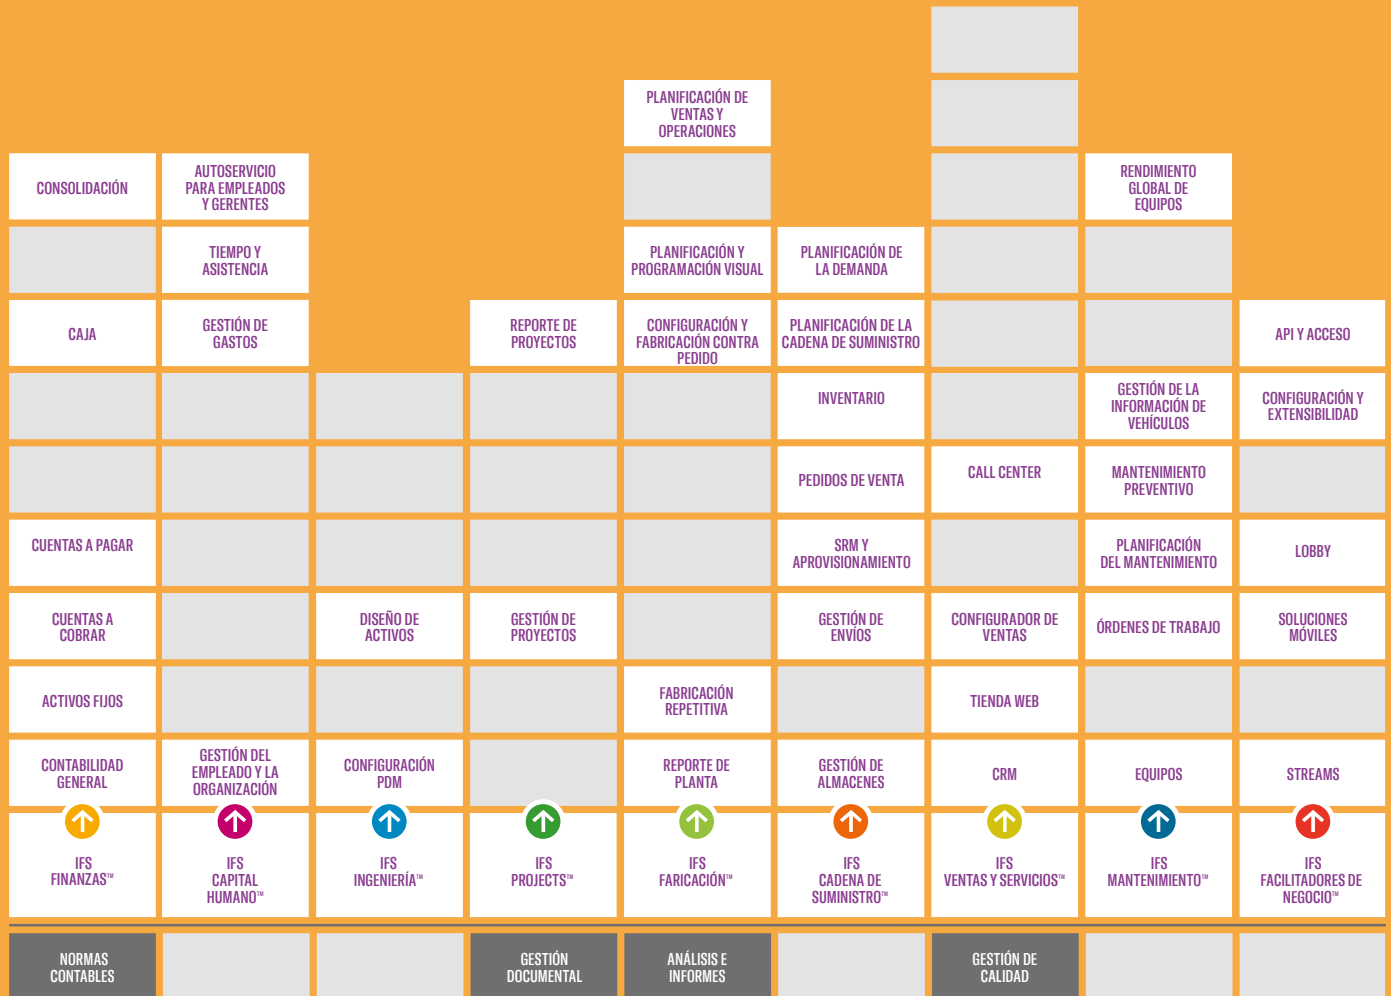 PLANIFICACIÓN DE
VENTAS Y
OPERACIONES
CONSOLIDACIÓN
AUTOSERVICIO
PARA EMPLEADOS
Y GERENTES
RENDIMIENTO
GLOBAL DE
EQUIPOS
TIEMPO Y
ASISTENCIA
PLANIFICACIÓN Y
PROGRAMACIÓN VISUAL
PLANIFICACIÓN DE
LA DEMANDA
CAJA
GESTIÓN DE
GASTOS
REPORTE DE
PROYECTOS
CONFIGURACIÓN Y
FABRICACIÓN CONTRA
PEDIDO
PLANIFICACIÓN DE LA
CADENA DE SUMINISTRO
API Y ACCESO
INVENTARIO
GESTIÓN DE LA
INFORMACIÓN DE
VEHÍCULOS
CONFIGURACIÓN Y
EXTENSIBILIDAD
PEDIDOS DE VENTA
CALL CENTER
MANTENIMIENTO
PREVENTIVO
CUENTAS A PAGAR
SRM Y
APROVISIONAMIENTO
PLANIFICACIÓN
DEL MANTENIMIENTO
LOBBY
CUENTAS A
COBRAR
DISEÑO DE
ACTIVOS
GESTIÓN DE
PROYECTOS
GESTIÓN DE
ENVÍOS
CONFIGURADOR DE
VENTAS
ÓRDENES DE TRABAJO
SOLUCIONES
MÓVILES
ACTIVOS FIJOS
FABRICACIÓN
REPETITIVA
TIENDA WEB
CONTABILIDAD
GENERAL
GESTIÓN DEL
EMPLEADO Y LA
ORGANIZACIÓN
CONFIGURACIÓN
PDM
REPORTE DE
PLANTA
GESTIÓN DE
ALMACENES
CRM
EQUIPOS
STREAMS
IFS
FINANZAS™
IFS
CAPITAL
HUMANO™
IFS
INGENIERÍA™
IFS
PROJECTS™
IFS
FARICACIÓN™
IFS
CADENA DE
SUMINISTRO™
IFS
VENTAS Y SERVICIOS™
IFS
MANTENIMIENTO™
IFS
FACILITADORES DE
NEGOCIO™
NORMAS
CONTABLES
GESTIÓN
DOCUMENTAL
ANÁLISIS E
INFORMES
GESTIÓN DE
CALIDAD